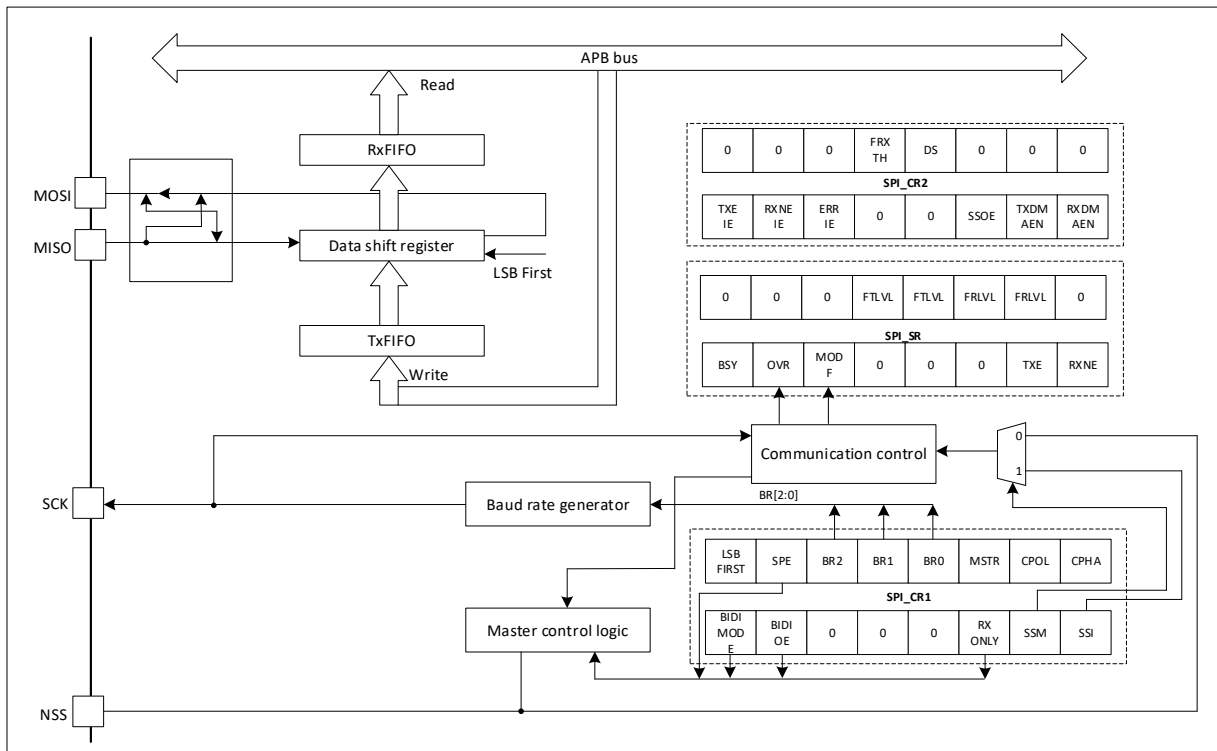 APB bus
Read
RxFIFO
MOSI
MISO
Data shift register
LSB First
TxFIFO
Write
0 0 0 FRX TH DS 0 0 0
SPI_CR2
TXE IE RXNE IE ERR IE 0 0 SSOE TXDM AEN RXDM AEN
0 0 0 FTLVL FTLVL FRLVL FRLVL 0
SPI_SR
BSY OVR MOD F 0 0 0 TXE RXNE
Communication control
0
1
SCK
Baud rate generator
BR[2:0]
LSB FIRST SPE BR2 BR1 BR0 MSTR CPOL CPHA
SPI_CR1
BIDI MOD E BIDI OE 0 0 0 RX ONLY SSM SSI
Master control logic
NSS